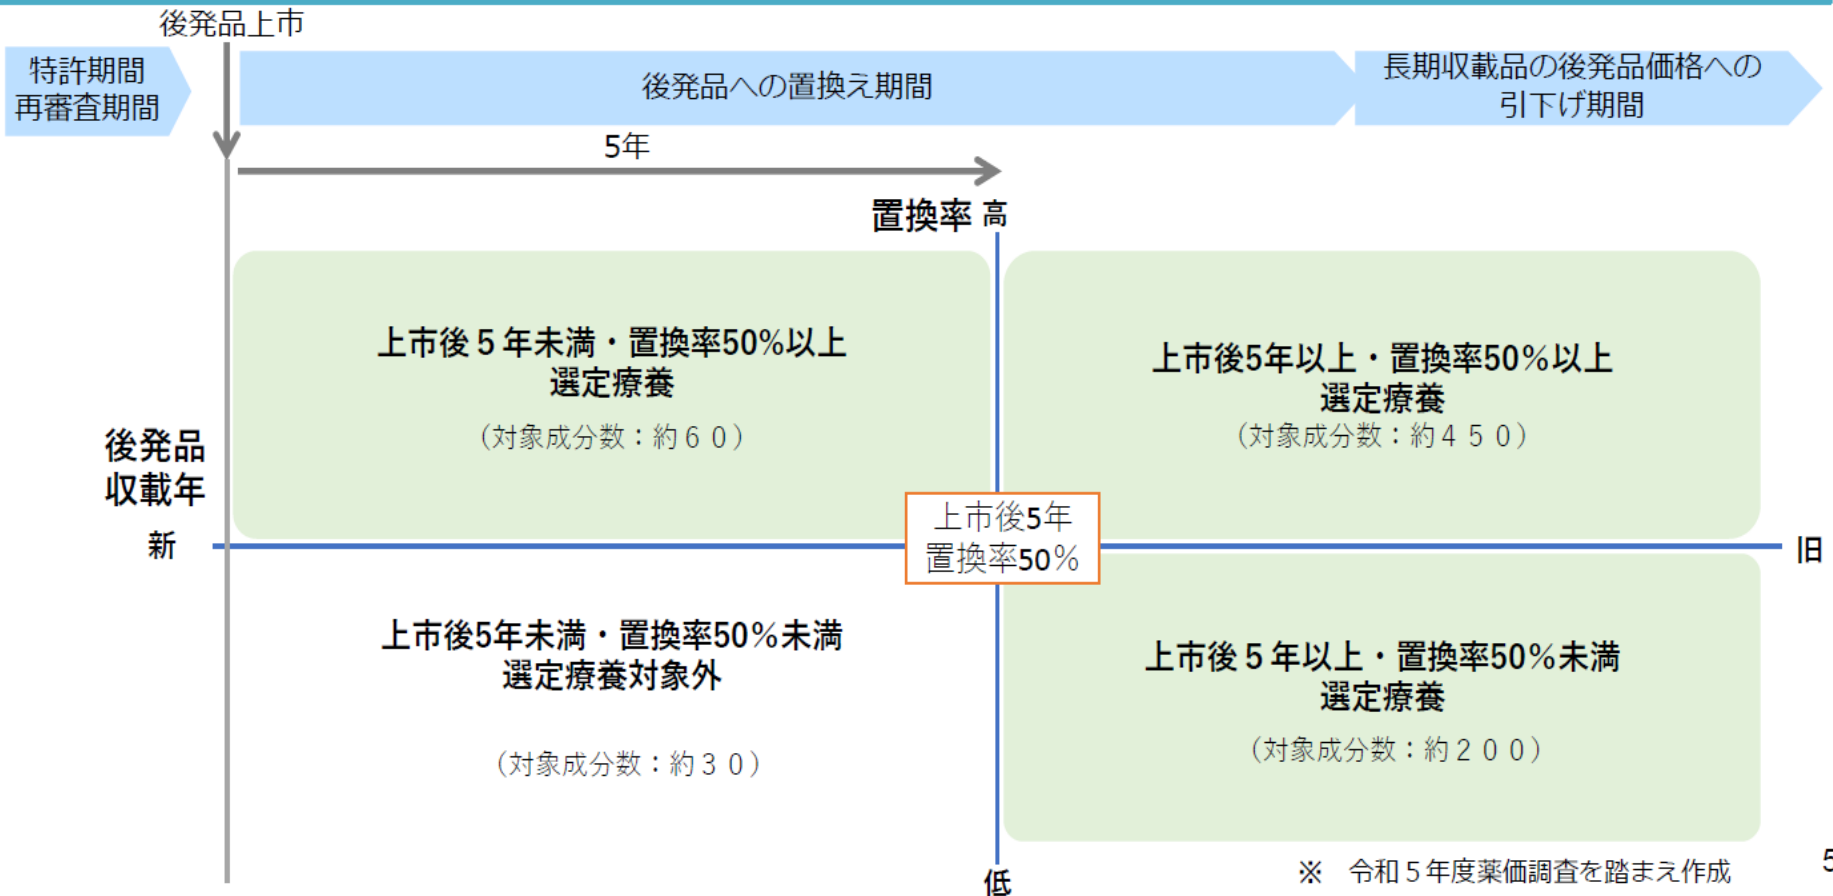 後発品上市
特許期間
再審査期間
後発品への置換え期間
長期収載品の後発品価格への
引下げ期間
5年
置換率 高
上市後５年未満・置換率50%以上
選定療養
（対象成分数：約６０）
上市後5年以上・置換率50％以上
選定療養
（対象成分数：約４５０）
後発品
収載年
新
上市後5年
置換率50％
旧
上市後5年未満・置換率50％未満
選定療養対象外
（対象成分数：約３０）
上市後５年以上・置換率50％未満
選定療養
（対象成分数：約２００）
低
※　令和５年度薬価調査を踏まえ作成
5